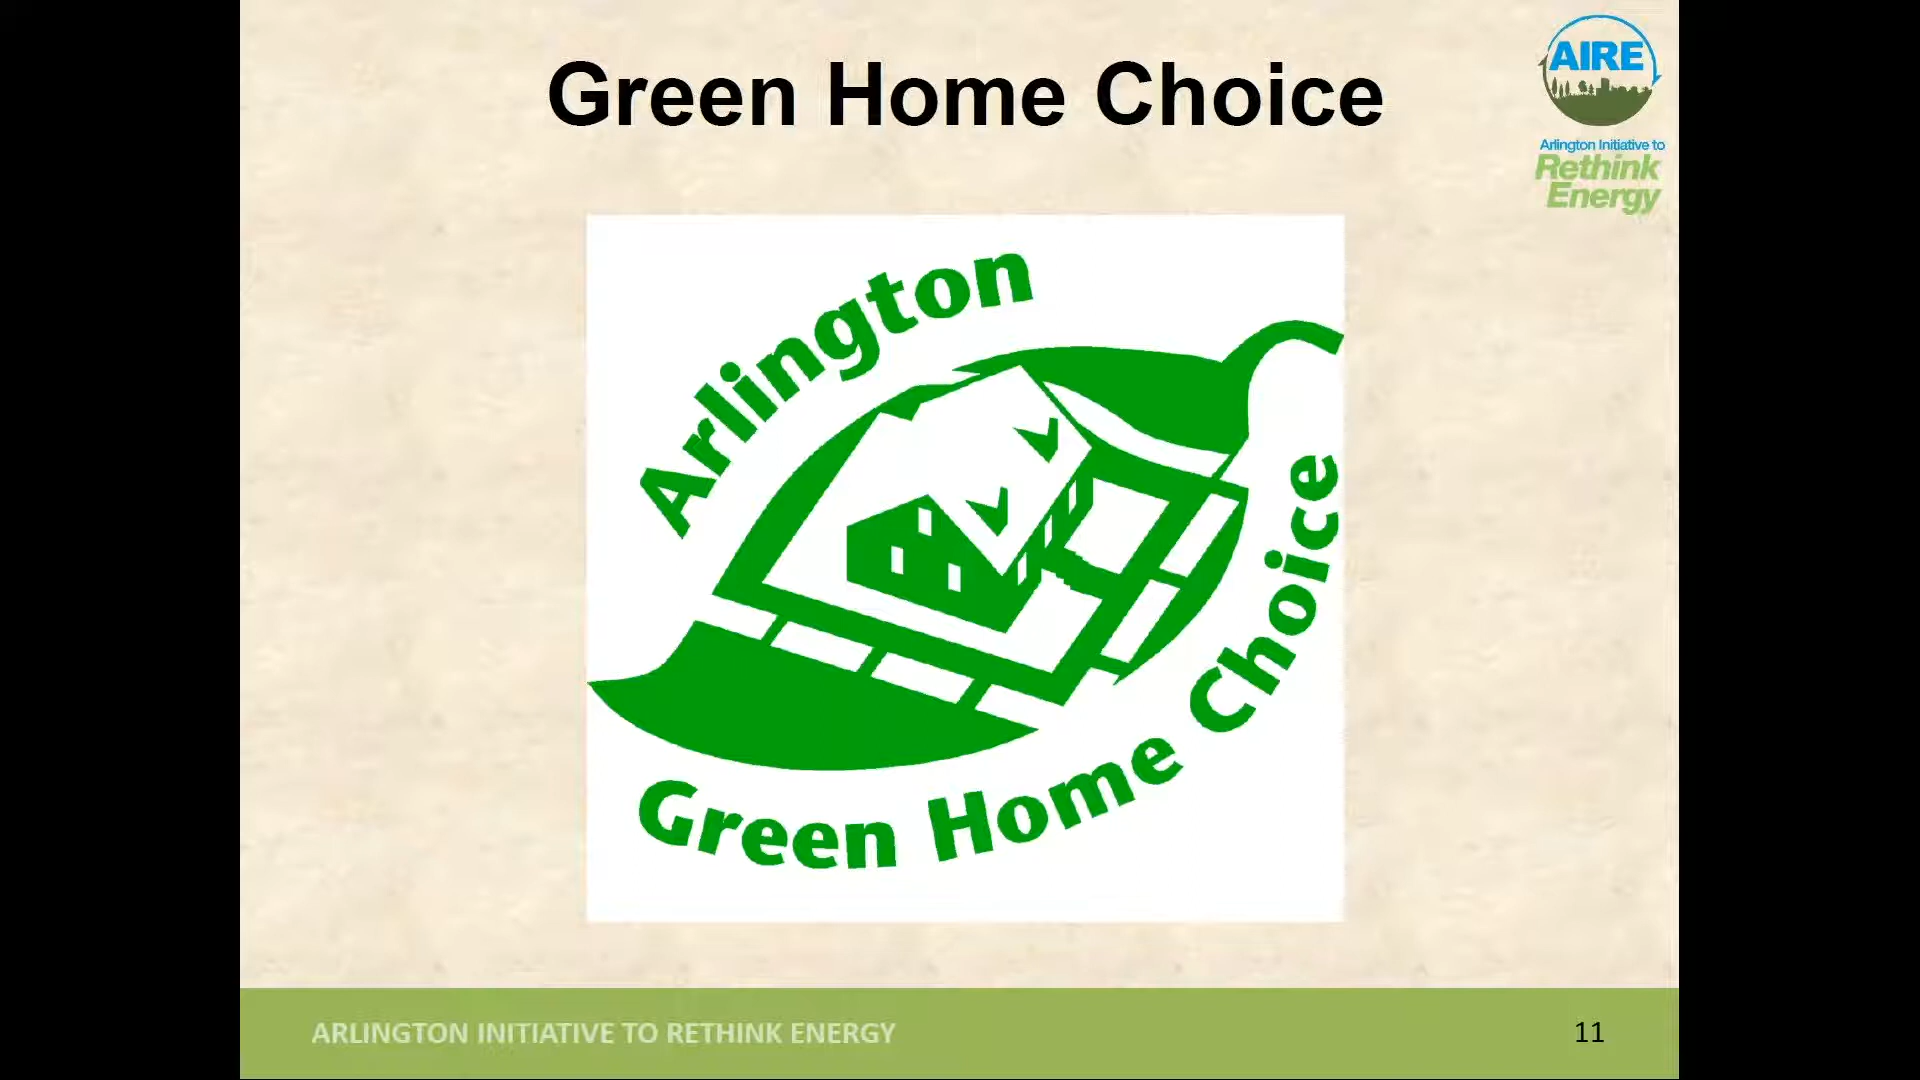 Green Home Choice
AIRE
Arlington Initiative to
Rethink
Energy
Arlington
Green Home Choice
ARLINGTON INITIATIVE TO RETHINK ENERGY
11